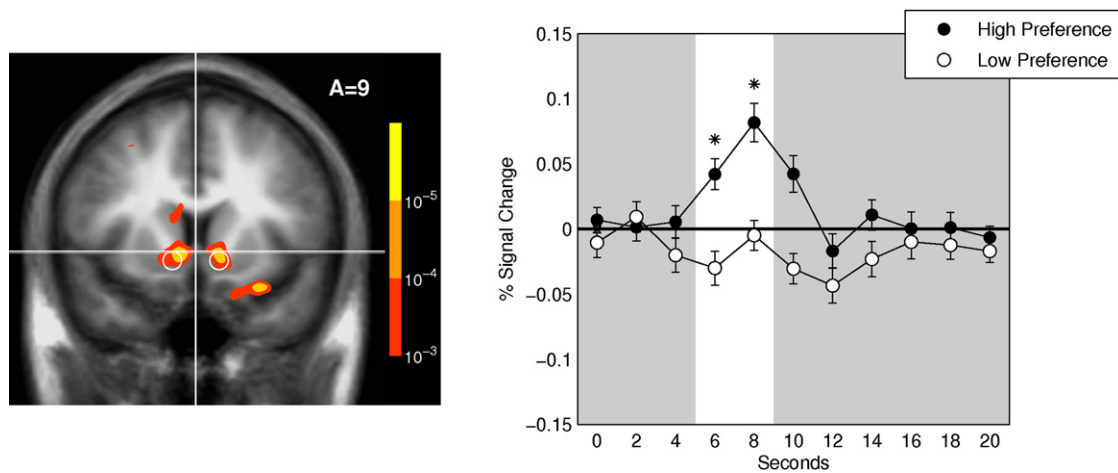 A=9
10⁻⁵
10⁻⁴
10⁻³
High Preference
Low Preference
0.15
0.1
0.05
0
−0.05
−0.1
−0.15
% Signal Change
*
*
0 2 4 6 8 10 12 14 16 18 20
Seconds